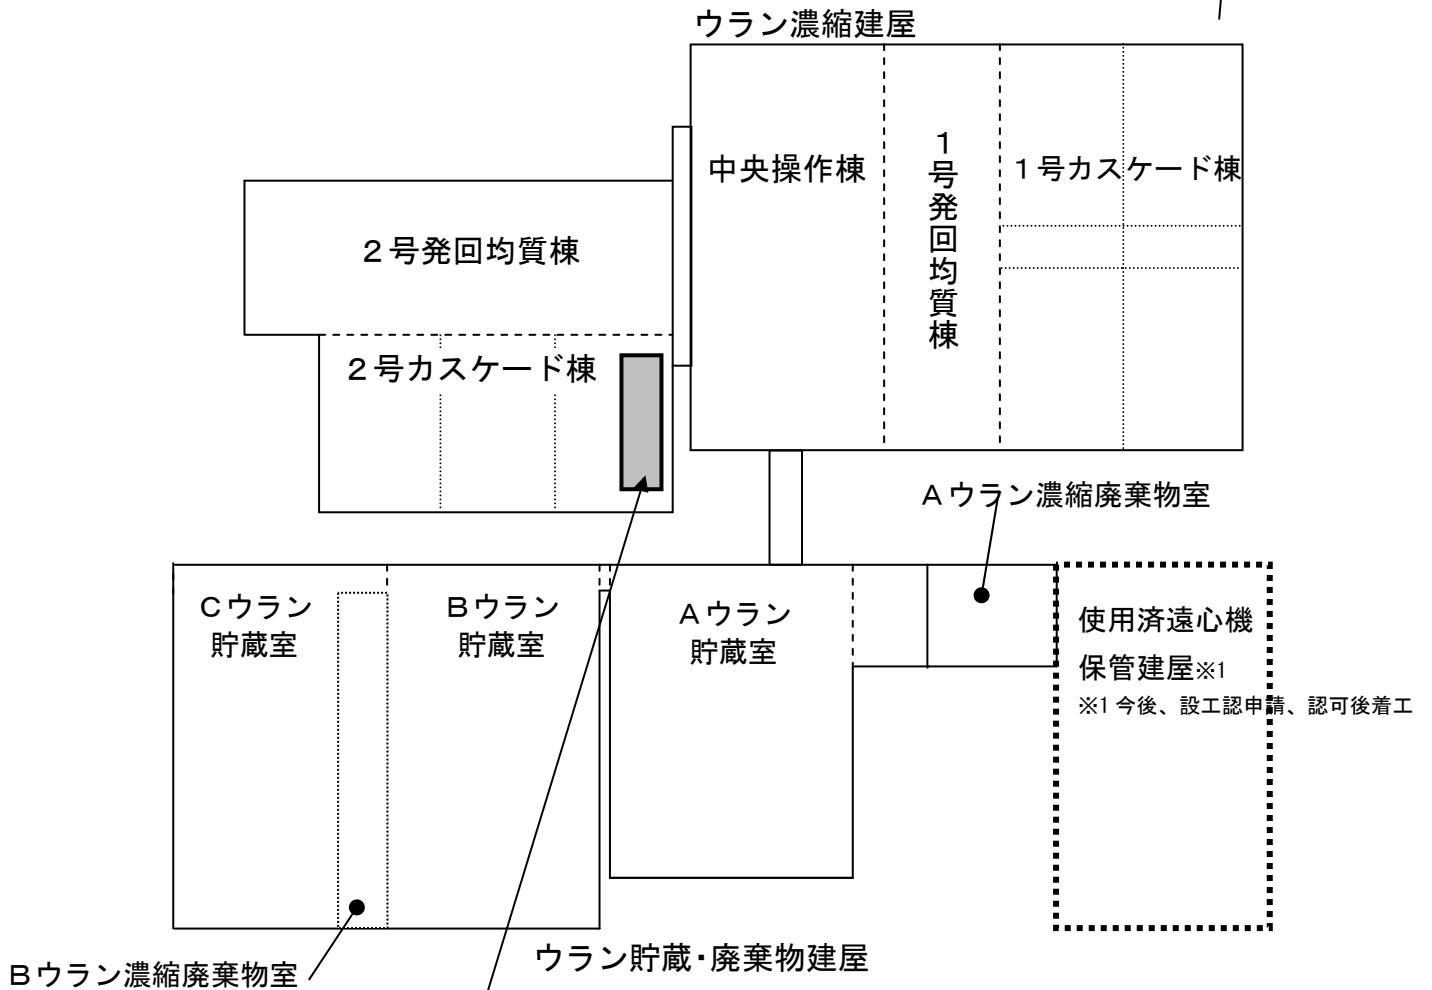 ウラン濃縮建屋
中央操作棟
1号発回均質棟
1号カスケード棟
2号発回均質棟
2号カスケード棟
Aウラン濃縮廃棄物室
Cウラン
貯蔵室
Bウラン
貯蔵室
Aウラン
貯蔵室
使用済遠心機
保管建屋※1
※1 今後、設工認申請、認可後着工
ウラン貯蔵・廃棄物建屋
Bウラン濃縮廃棄物室